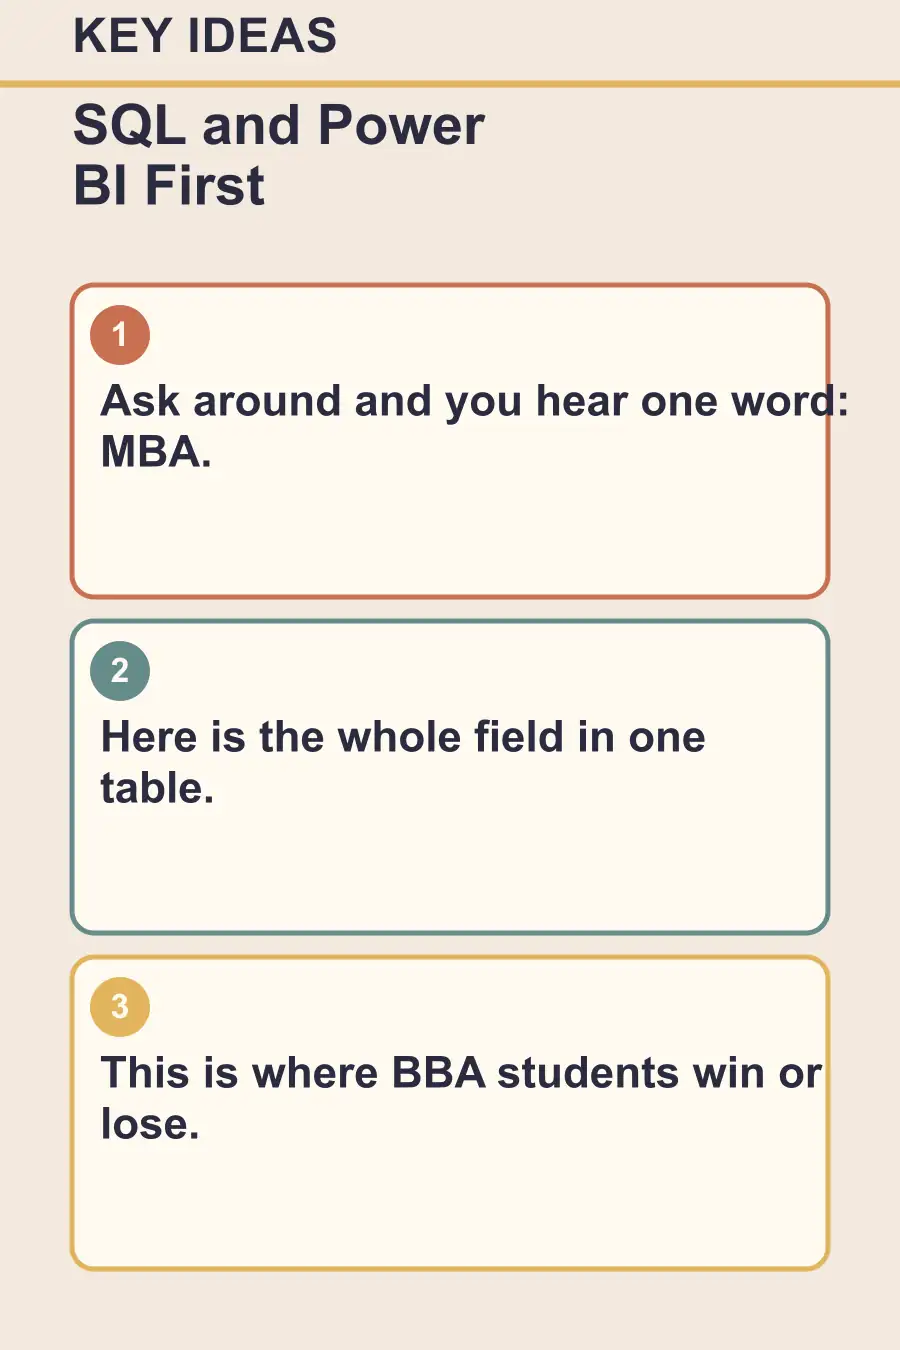 KEY IDEAS
SQL and Power
BI First
1
Ask around and you hear one word:
MBA.
2
Here is the whole field in one
table.
3
This is where BBA students win or
lose.